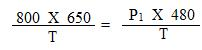 800 X 650 / T = P₁ X 480 / T